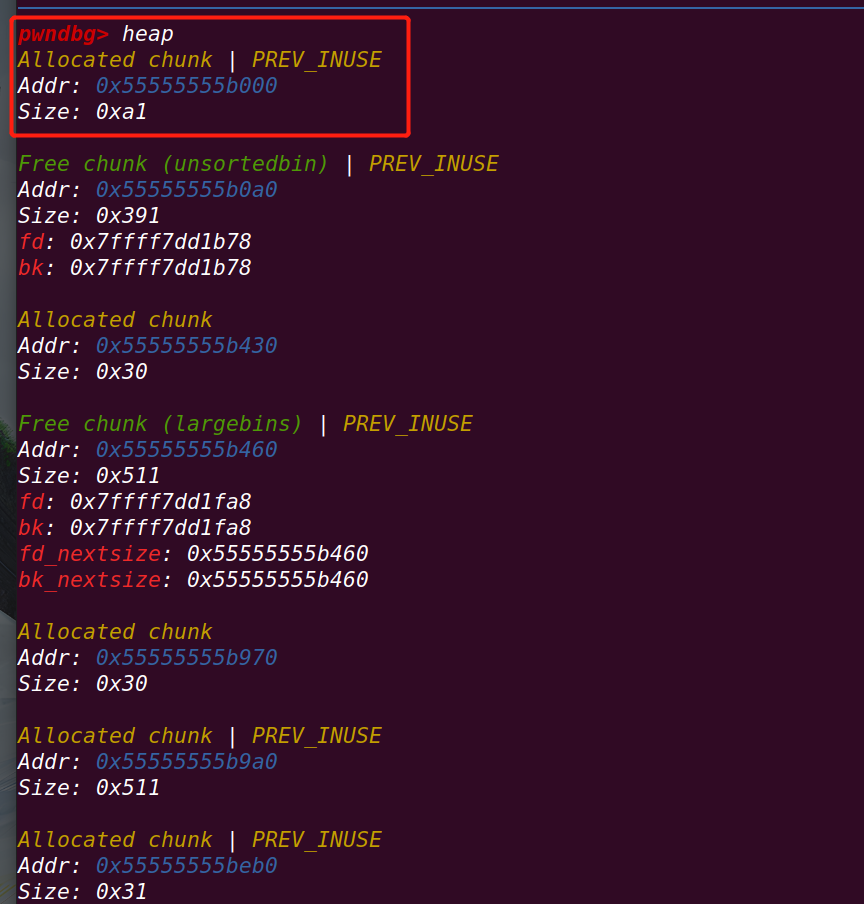 pwndbg> heap
Allocated chunk | PREV_INUSE
Addr: 0x55555555b000
Size: 0xa1
Free chunk (unsortedbin) | PREV_INUSE
Addr: 0x55555555b0a0
Size: 0x391
fd: 0x7ffff7dd1b78
bk: 0x7ffff7dd1b78
Allocated chunk
Addr: 0x55555555b430
Size: 0x30
Free chunk (largebins) | PREV_INUSE
Addr: 0x55555555b460
Size: 0x511
fd: 0x7ffff7dd1fa8
bk: 0x7ffff7dd1fa8
fd_nextsize: 0x55555555b460
bk_nextsize: 0x55555555b460
Allocated chunk
Addr: 0x55555555b970
Size: 0x30
Allocated chunk | PREV_INUSE
Addr: 0x55555555b9a0
Size: 0x511
Allocated chunk | PREV_INUSE
Addr: 0x55555555beb0
Size: 0x31